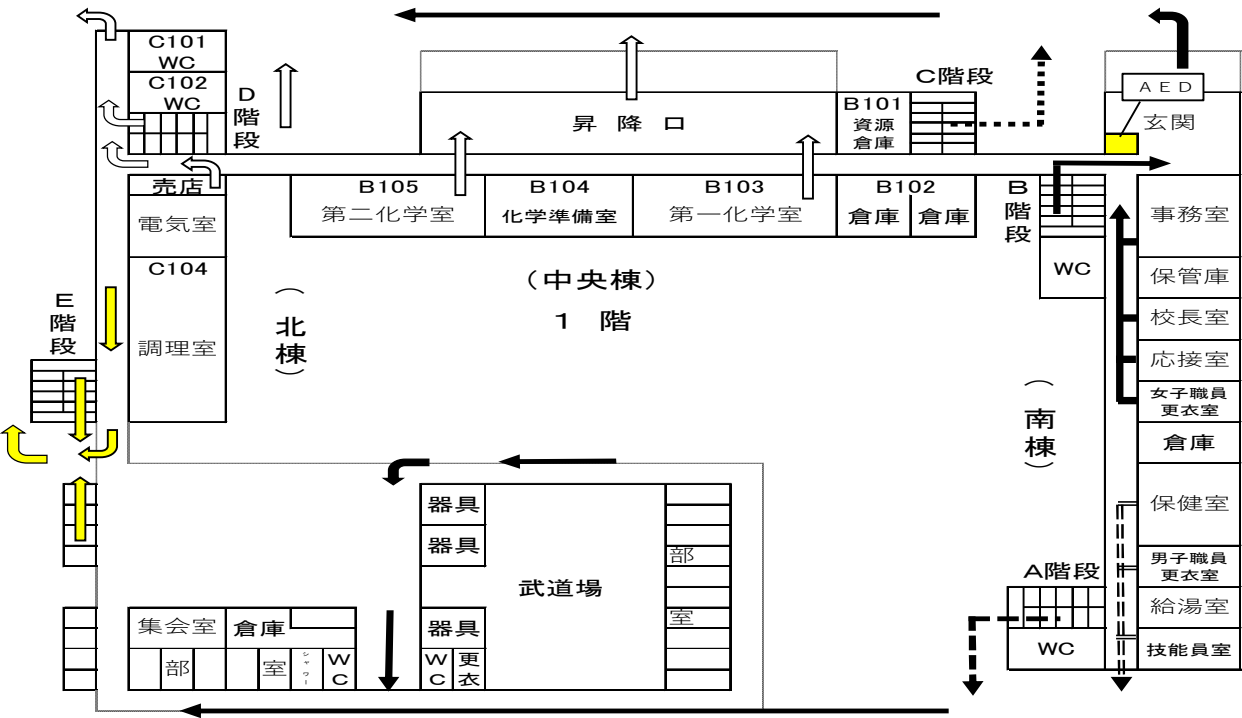 C101
WC
C102
WC
D
階
段
昇 降 口
B101
資源
倉庫
C階段
ＡＥＤ
玄関
売店
電気室
C104
調理室
B105
第二化学室
B104
化学準備室
B103
第一化学室
B102
倉庫
倉庫
B
階
段
WC
事務室
保管庫
校長室
応接室
女子職員
更衣室
倉庫
保健室
男子職員
更衣室
給湯室
技能員室
（中央棟）
１ 階
（北棟）
（南棟）
E
階
段
A階段
WC
器具
器具
器具
武道場
部
室
WC
更衣
集会室
倉庫
部
室
シャワー
WC